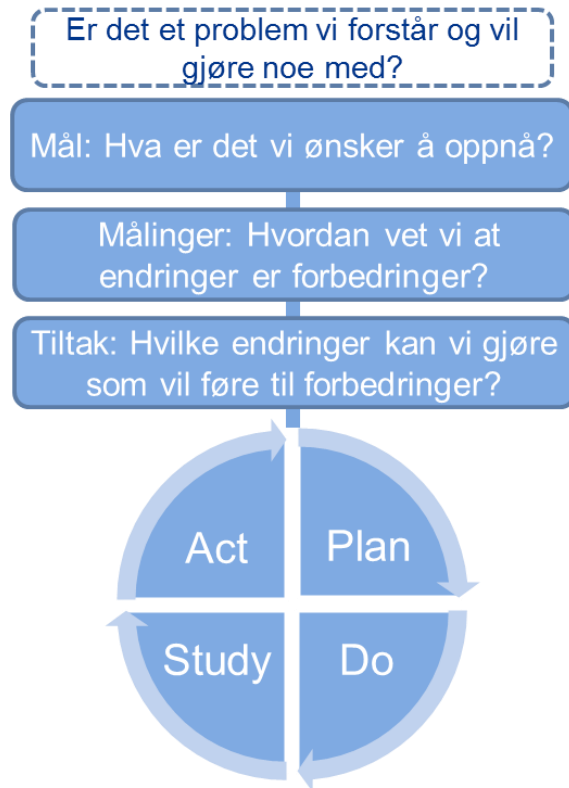 Er det et problem vi forstår og vil
gjøre noe med?
Mål: Hva er det vi ønsker å oppnå?
Målinger: Hvordan vet vi at
endringer er forbedringer?
Tiltak: Hvilke endringer kan vi gjøre
som vil føre til forbedringer?
Act
Plan
Study
Do